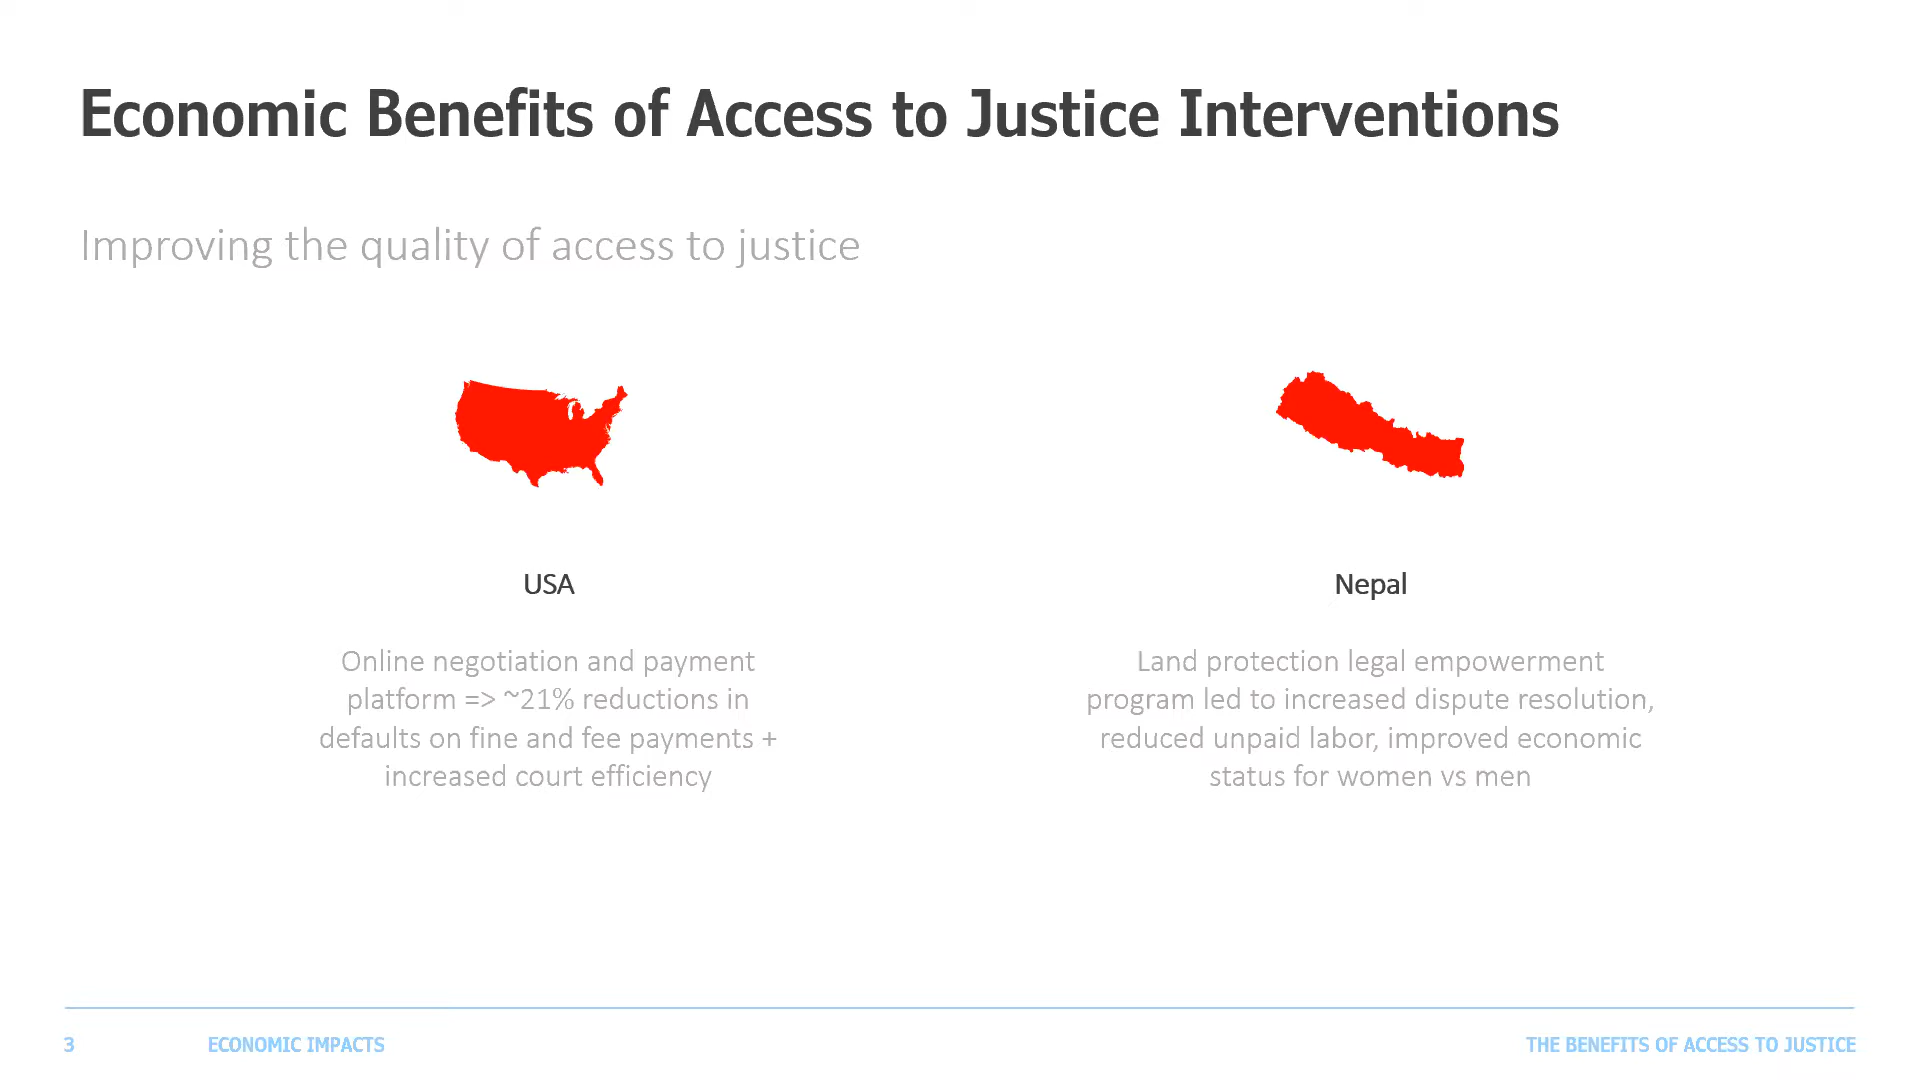 Economic Benefits of Access to Justice Interventions
Improving the quality of access to justice
USA
Online negotiation and payment
platform => ~21% reductions in
defaults on fine and fee payments +
increased court efficiency
Nepal
Land protection legal empowerment
program led to increased dispute resolution,
reduced unpaid labor, improved economic
status for women vs men
3
ECONOMIC IMPACTS
THE BENEFITS OF ACCESS TO JUSTICE